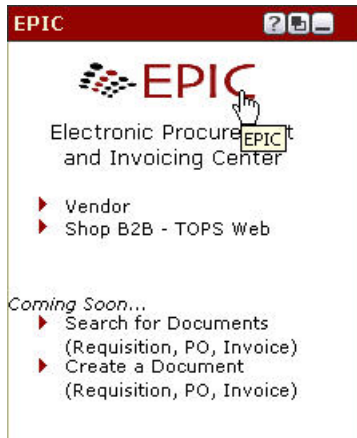 EPIC
EPIC
Electronic Procure t
EPIC
and Invoicing Center
Vendor
Shop B2B - TOPS Web
Coming Soon...
Search for Documents
(Requisition, PO, Invoice)
Create a Document
(Requisition, PO, Invoice)